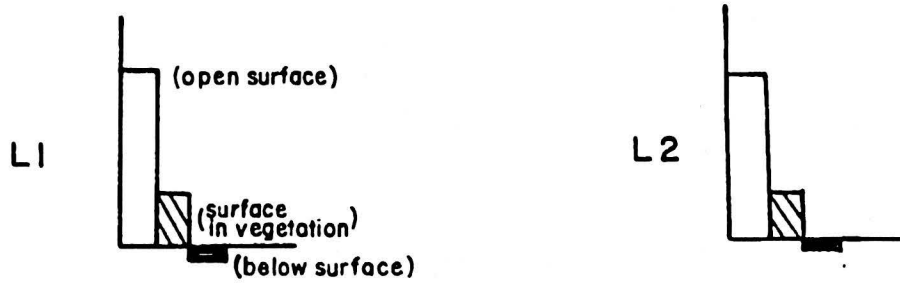 (open surface)
L1
L2
(surface
in vegetation)
(below surface)